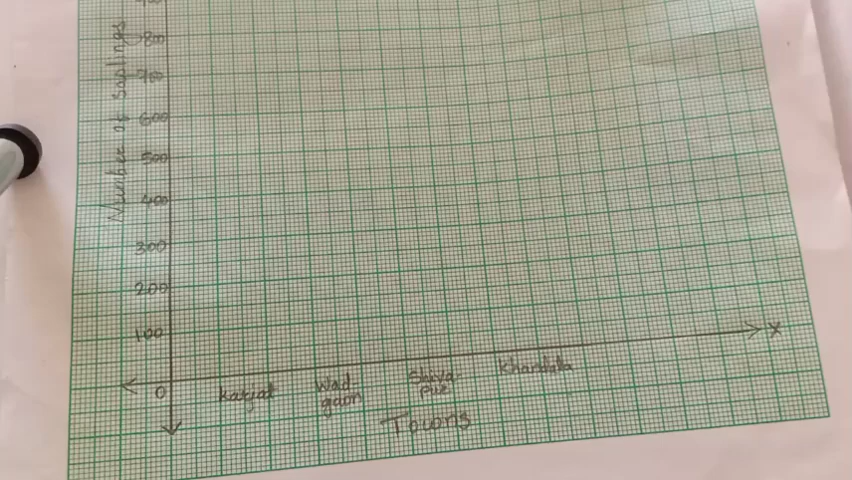 Number of saplings
800
700
600
500
400
300
200
100
0
X
karjat
Wad-
gaon
Shiva
pur
khandala
Towns